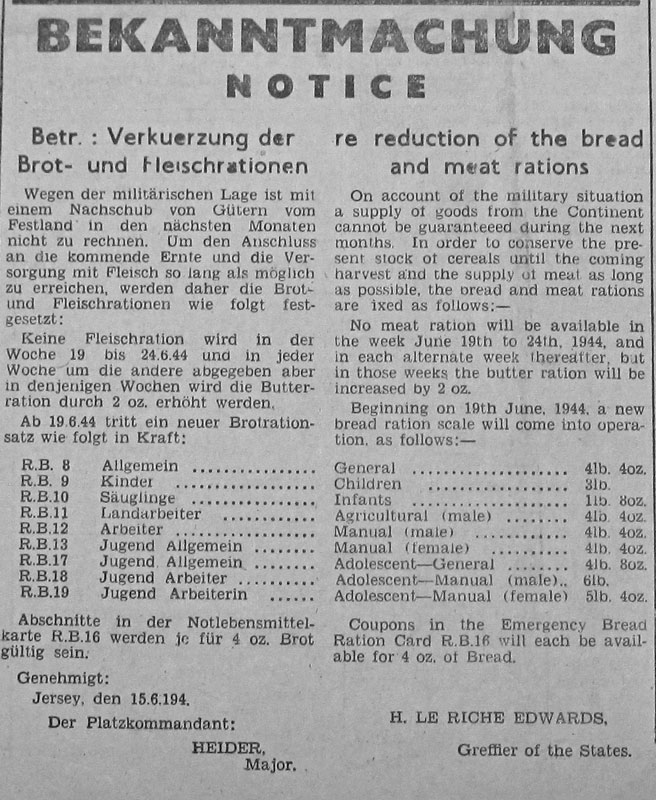 BEKANNTMACHUNG
NOTICE
Betr. : Verkuerzung der
Brot- und Fleischrationen
Wegen der militärischen Lage ist mit
einem Nachschub von Gütern vom
Festland in den nächsten Monaten
nicht zu rechnen. Um den Anschluss
an die kommende Ernte und die Ver-
sorgung mit Fleisch so lang als möglich
zu erreichen, werden daher die Brot-
und Fleischrationen wie folgt fest-
gesetzt:
Keine Fleischration wird in der
Woche 19 bis 24.6.44 und in jeder
Woche um die andere abgegeben aber
in denjenigen Wochen wird die Butter-
ration durch 2 oz. erhöht werden.
Ab 19.6.44 tritt ein neuer Brotration-
satz wie folgt in Kraft:
R.B. 8 Allgemein ..................
R.B. 9 Kinder ....................
R.B.10 Säuglinge ..................
R.B.11 Landarbeiter ............
R.B.12 Arbeiter ..................
R.B.13 Jugend Allgemein ........
R.B.17 Jugend Allgemein ........
R.B.18 Jugend Arbeiter ..........
R.B.19 Jugend Arbeiterin ......
Abschnitte in der Notlebensmittel-
karte R.B.16 werden je für 4 oz. Brot
gültig sein.
Genehmigt:
Jersey, den 15.6.194.
Der Platzkommandant:
HEIDER,
Major.
re reduction of the bread
and meat rations
On account of the military situation
a supply of goods from the Continent
cannot be guaranteeed during the next
months. In order to conserve the pre-
sent stock of cereals until the coming
harvest and the supply of meat as long
as possible, the bread and meat rations
are ixed as follows:—
No meat ration will be available in
the week June 19th to 24th, 1944, and
in each alternate week thereafter, but
in those weeks the butter ration will be
increased by 2 oz.
Beginning on 19th June, 1944, a new
bread ration scale will come into opera-
tion, as follows:—
General ...................... 4lb. 4oz.
Children .................... 3lb.
Infants ...................... 1lb. 8oz.
Agricultural (male) ........ 4lb. 4oz.
Manual (male) ............ 4lb. 4oz.
Manual (female) .......... 4lb. 4oz.
Adolescent—General ........ 4lb. 8oz.
Adolescent—Manual (male).. 6lb.
Adolescent—Manual (female) 5lb. 4oz.
Coupons in the Emergency Bread
Ration Card R.B.16 will each be avail-
able for 4 oz. of Bread.
H. LE RICHE EDWARDS,
Greffier of the States.